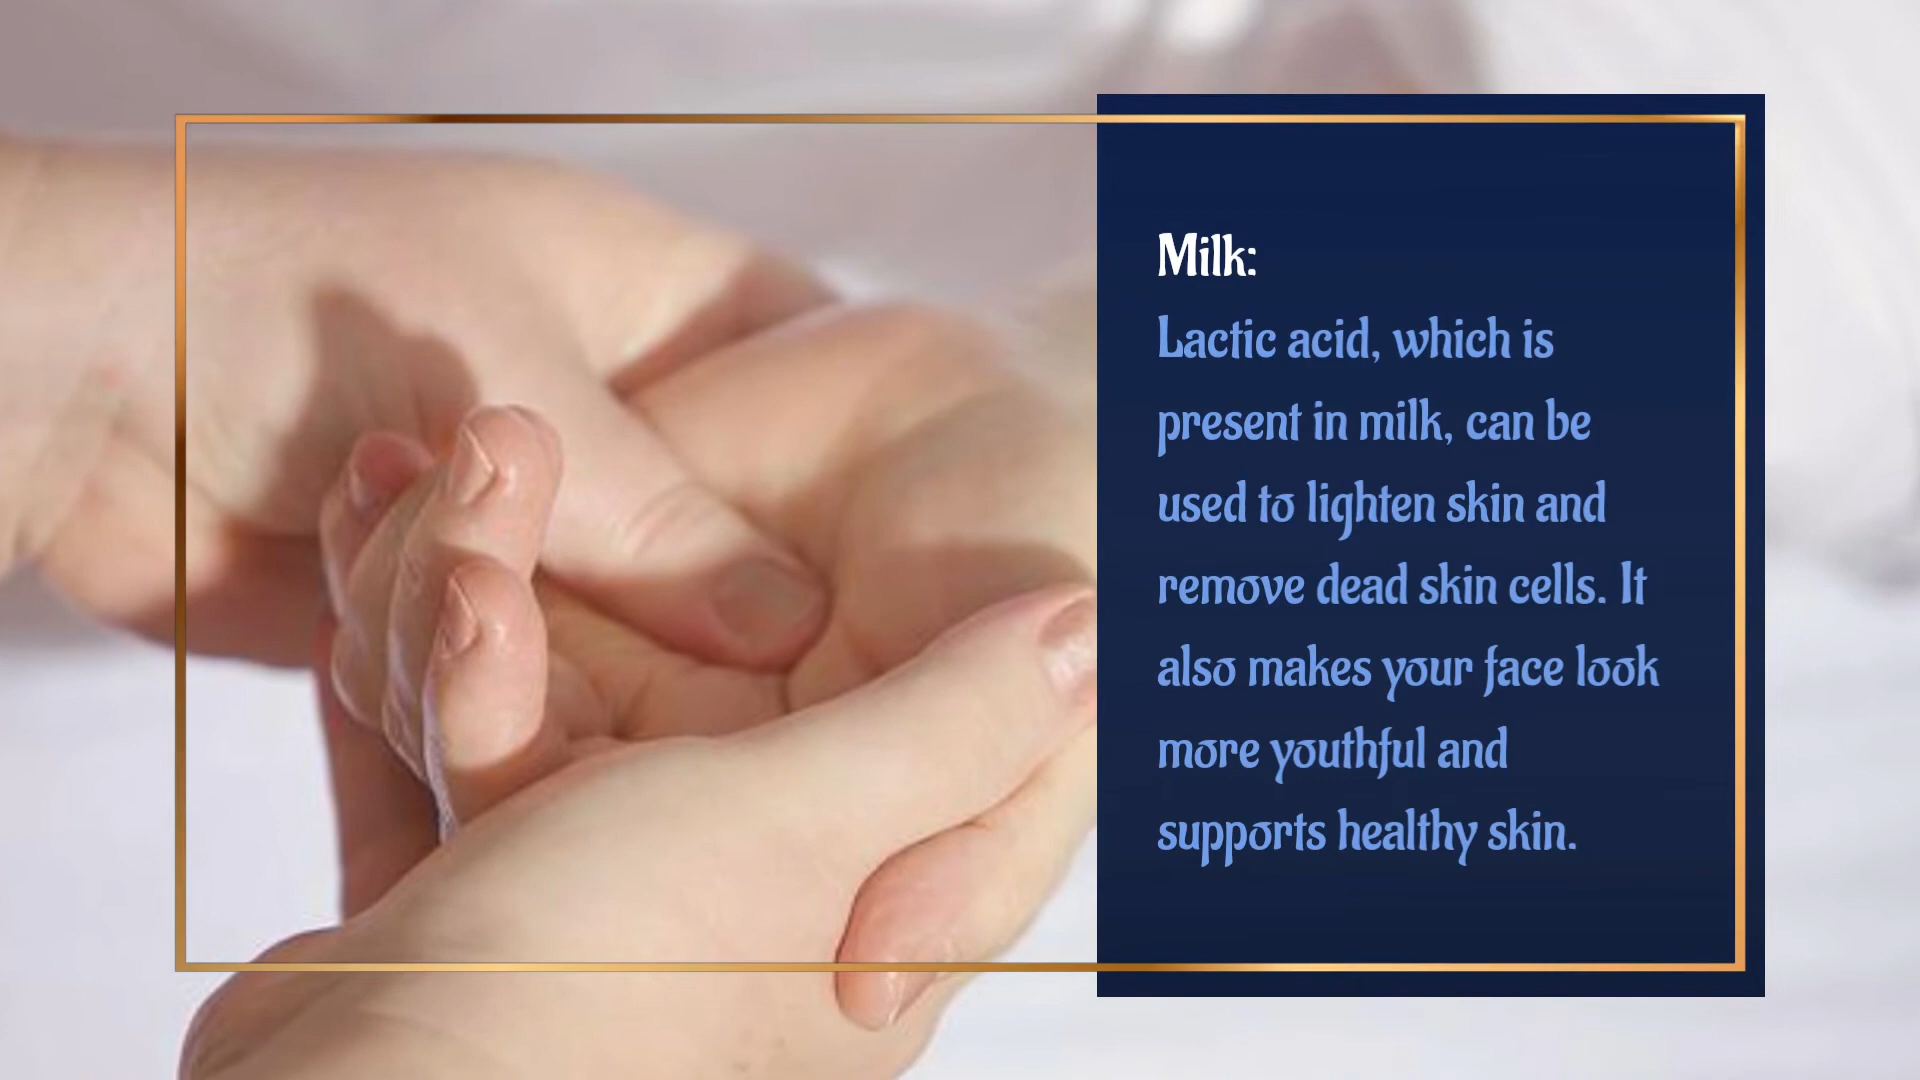 Milk:
Lactic acid, which is
present in milk, can be
used to lighten skin and
remove dead skin cells. It
also makes your face look
more youthful and
supports healthy skin.